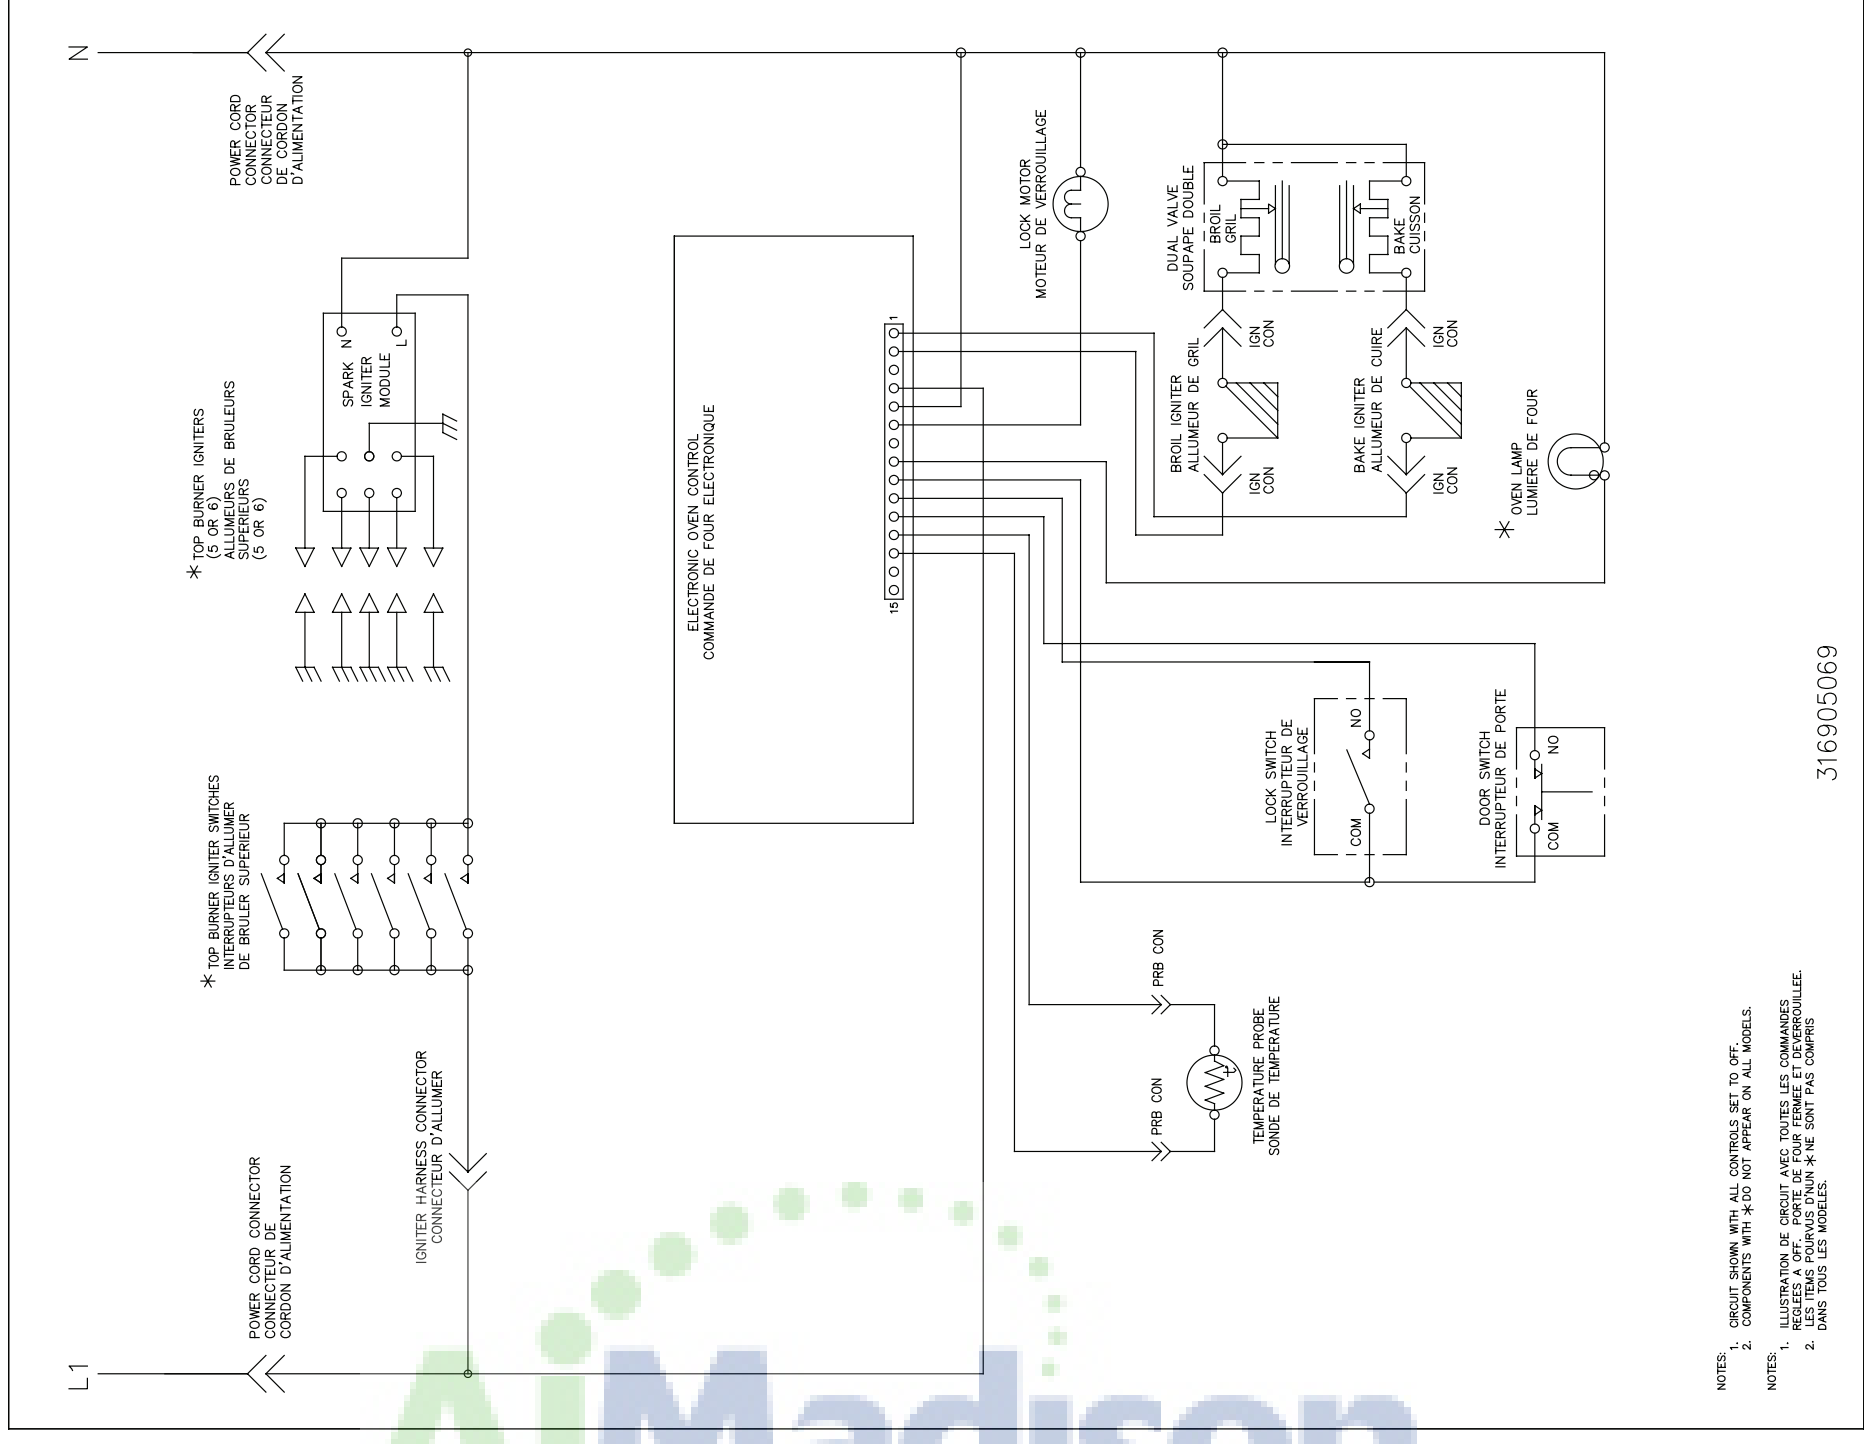 L1
N
POWER CORD CONNECTOR
CONNECTEUR DE
CORDON D'ALIMENTATION
POWER CORD
CONNECTOR
CONNECTEUR
DE CORDON
D'ALIMENTATION
IGNITER HARNESS CONNECTOR
CONNECTEUR D'ALLUMER
* TOP BURNER IGNITER SWITCHES
INTERRUPTEURS D'ALLUMER
DE BRULER SUPERIEUR
* TOP BURNER IGNITERS
(5 OR 6)
ALLUMEURS DE BRULEURS
SUPERIEURS
(5 OR 6)
SPARK
IGNITER
MODULE
N
L
ELECTRONIC OVEN CONTROL
COMMANDE DE FOUR ELECTRONIQUE
15
1
LOCK MOTOR
MOTEUR DE VERROUILLAGE
DUAL VALVE
SOUPAPE DOUBLE
BROIL
GRIL
BAKE
CUISSON
BROIL IGNITER
ALLUMEUR DE GRIL
IGN
CON
IGN
CON
BAKE IGNITER
ALLUMEUR DE CUIRE
IGN
CON
IGN
CON
* OVEN LAMP
LUMIERE DE FOUR
LOCK SWITCH
INTERRUPTEUR DE
VERROUILLAGE
COM
NO
DOOR SWITCH
INTERRUPTEUR DE PORTE
COM
NO
PRB CON
PRB CON
TEMPERATURE PROBE
SONDE DE TEMPERATURE
t
NOTES:
1. CIRCUIT SHOWN WITH ALL CONTROLS SET TO OFF.
2. COMPONENTS WITH * DO NOT APPEAR ON ALL MODELS.
NOTES:
1. ILLUSTRATION DE CIRCUIT AVEC TOUTES LES COMMANDES
REGLEES A OFF. PORTE DE FOUR FERMEE ET DEVERROUILLEE.
2. LES ITEMS POURVUS D'NUN * NE SONT PAS COMPRIS
DANS TOUS LES MODELES.
316905069
AjMadison